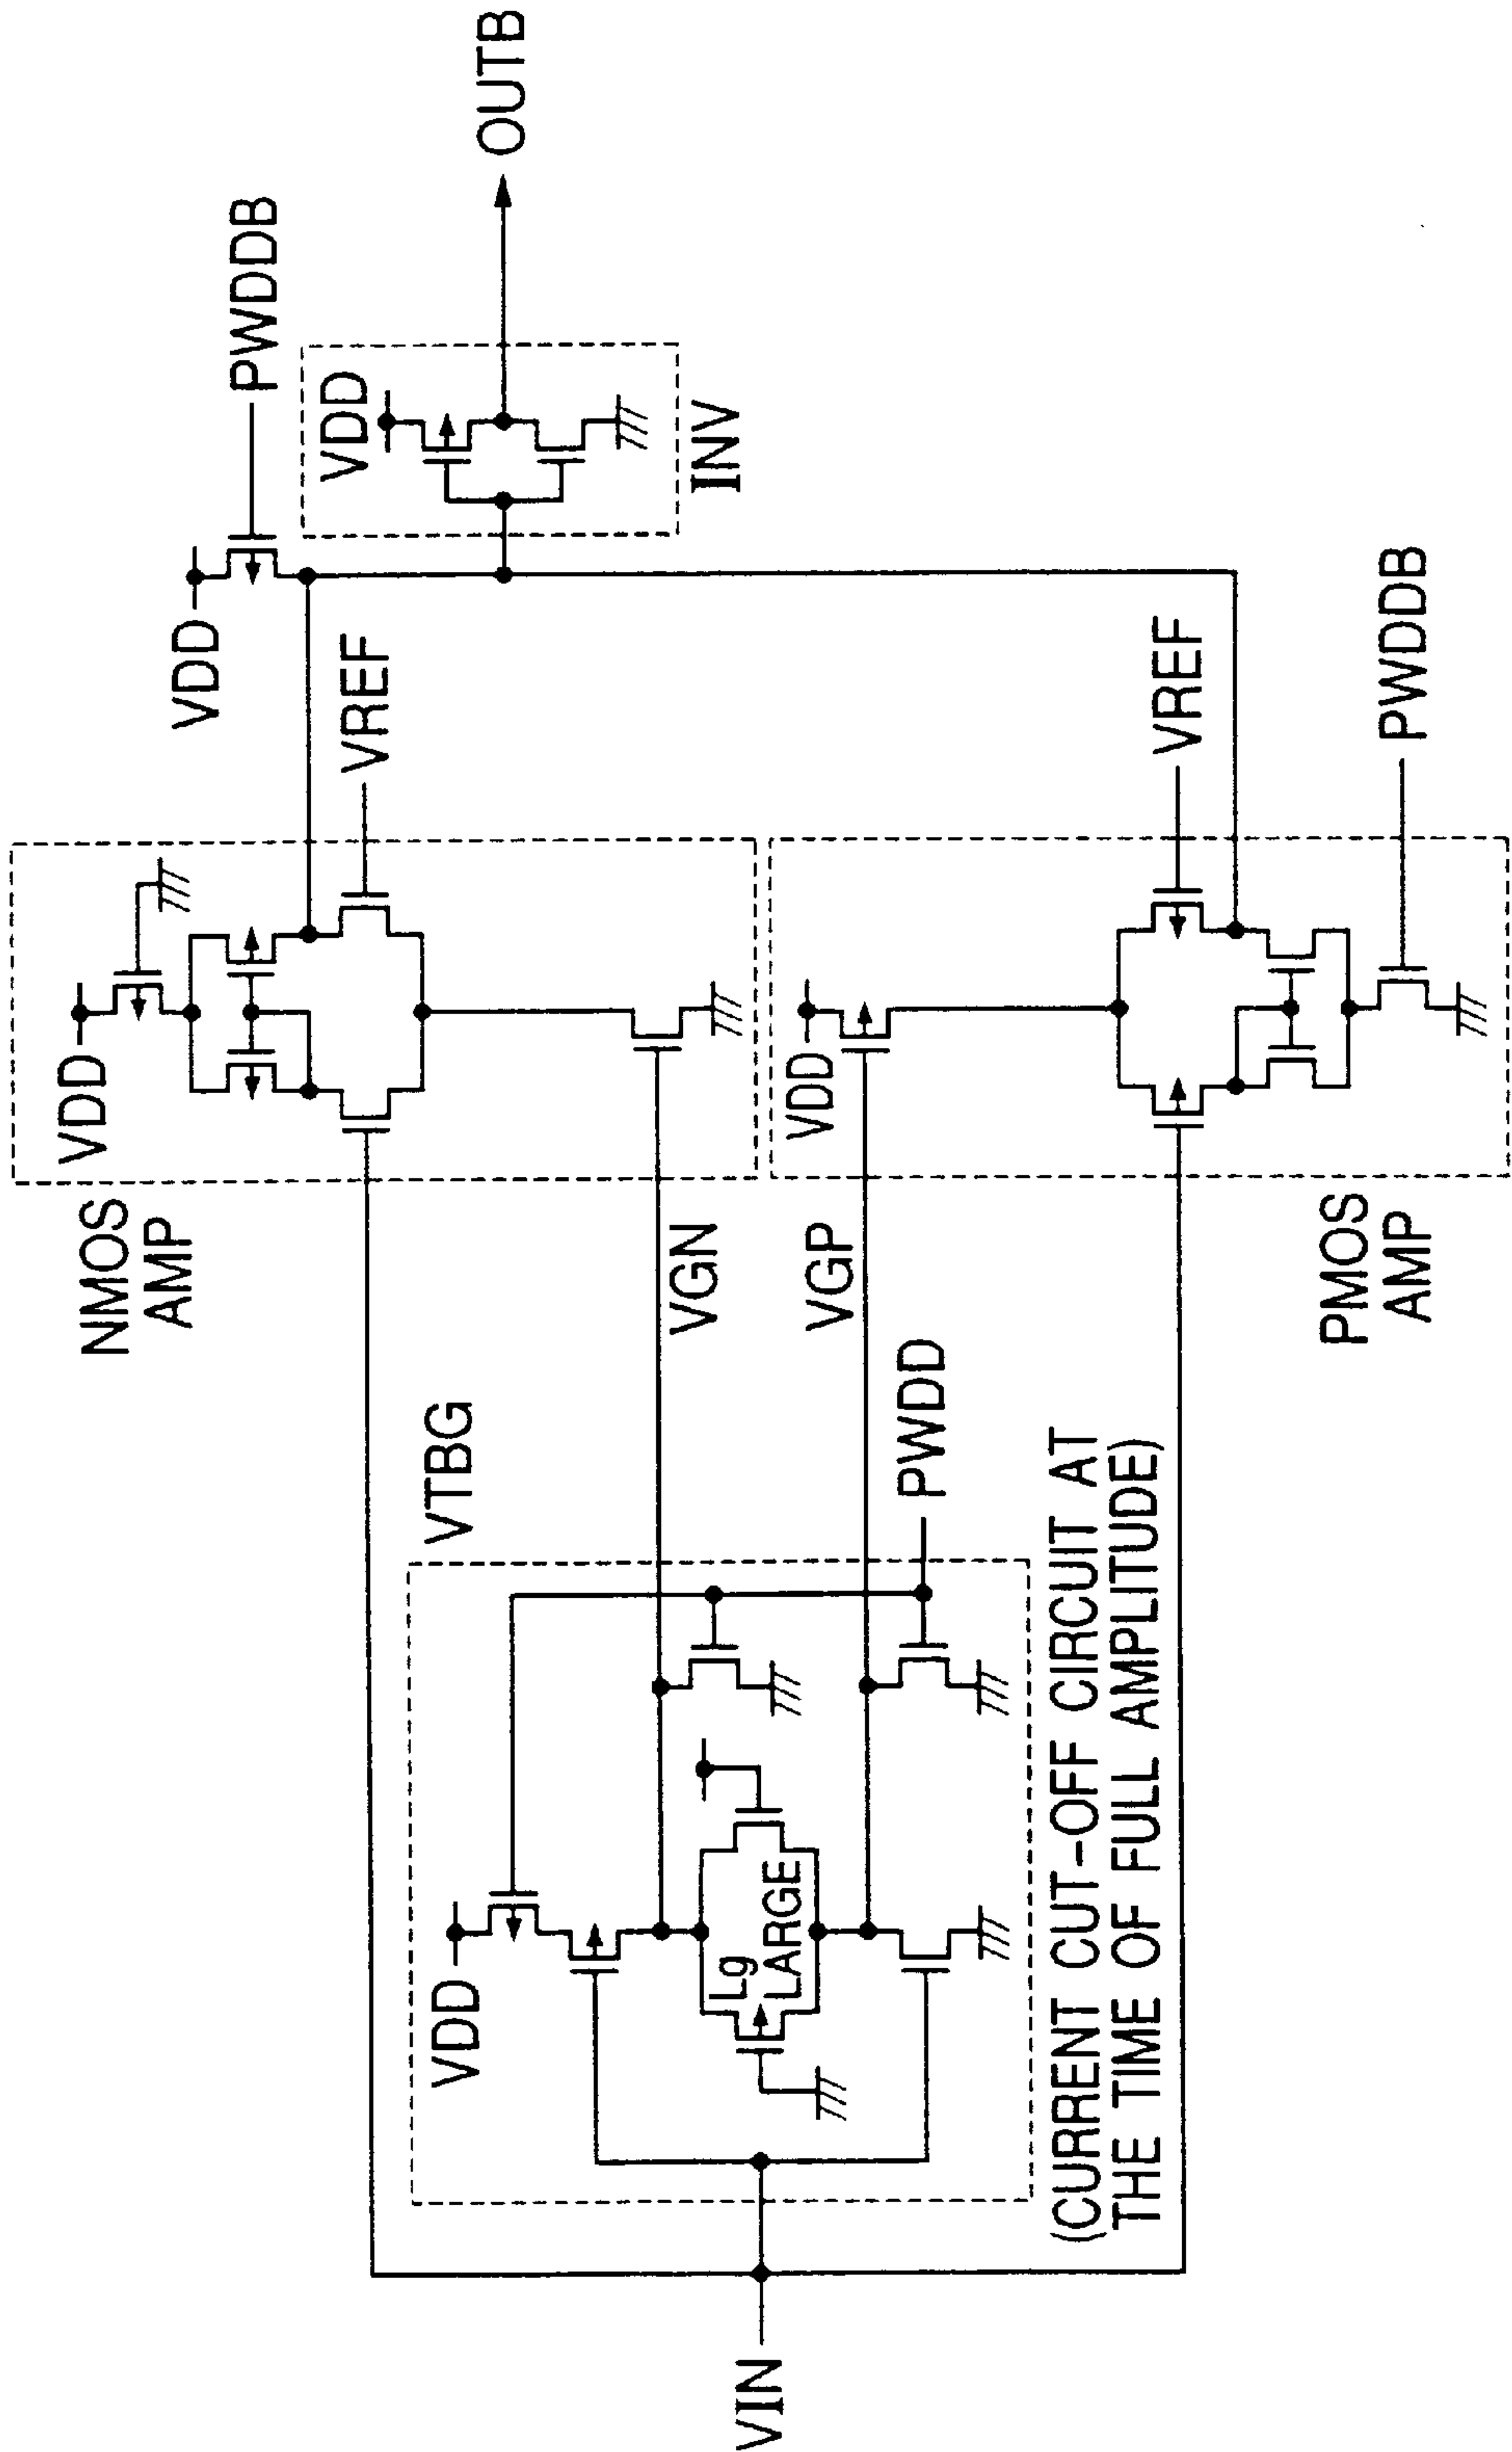 VIN
VTBG
VDD
Lg
LARGE
PWDD
(CURRENT CUT-OFF CIRCUIT AT
THE TIME OF FULL AMPLITUDE)
VGN
VGP
NMOS
AMP
VDD
VREF
PMOS
AMP
VDD
VREF
PWDDB
VDD
PWDDB
VDD
INV
OUTB